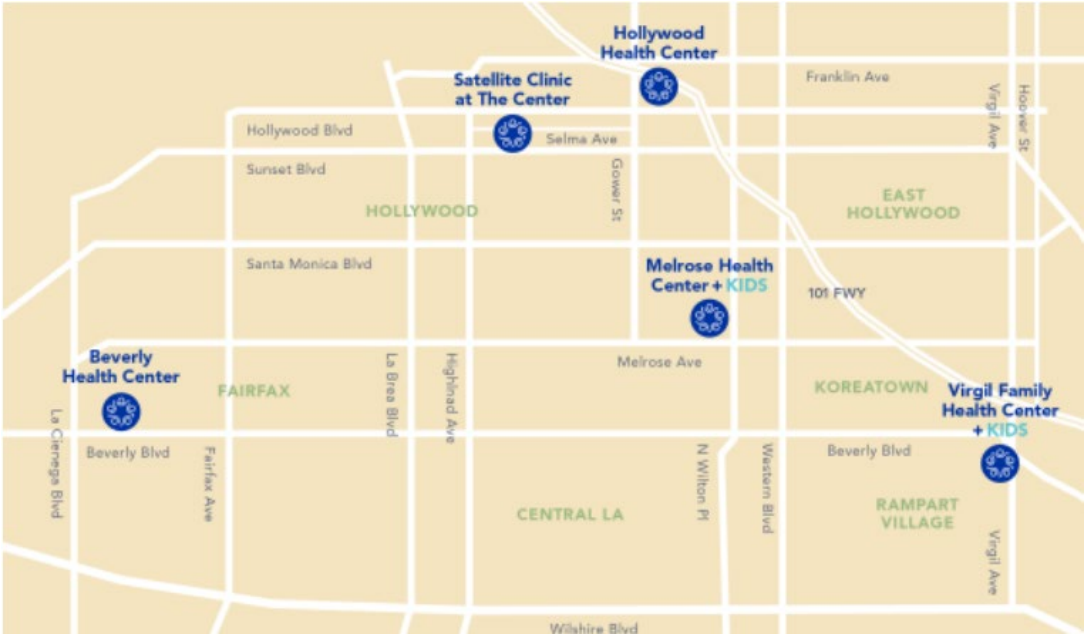 Hollywood
Health Center
Franklin Ave
Satellite Clinic
at The Center
Virgil Ave
Hoover St
Hollywood Blvd
Selma Ave
Sunset Blvd
Gower St
HOLLYWOOD
EAST
HOLLYWOOD
Santa Monica Blvd
Melrose Health
Center + KIDS
101 FWY
Beverly
Health Center
La Brea Blvd
Highlnad Ave
Melrose Ave
FAIRFAX
KOREATOWN
Virgil Family
Health Center
+ KIDS
La Cienega Blvd
Beverly Blvd
Fairfax Ave
N Wilton Pl
Western Blvd
Beverly Blvd
CENTRAL LA
RAMPART
VILLAGE
Virgil Ave
Wilshire Blvd